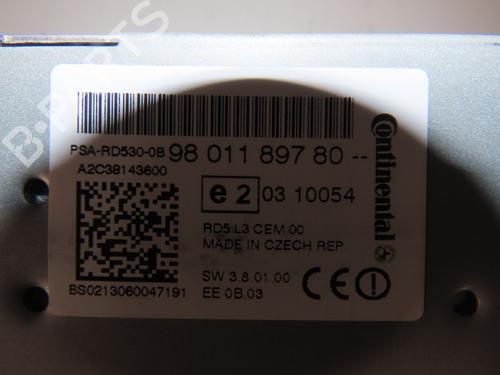 PSA-RD530-0B 98 011 897 80 --
A2C38143600
e2 03 10054
RD5 L3 CEM 00
MADE IN CZECH REP.
SW 3.8.01.00
EE 0B.03
BS0213060047191
CE
Continental
B-PARTS